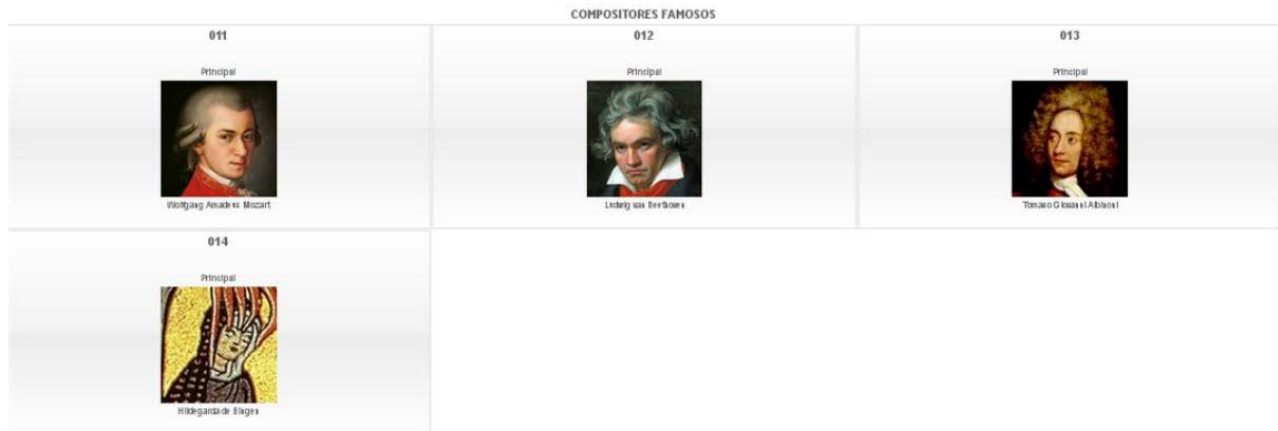 COMPOSITORES FAMOSOS
011
012
013
Principal
Principal
Principal
Wolfgang Amadeus Mozart
Ludwig van Beethoven
Tomaso Giovanni Albinoni
014
Principal
Hildegarda de Bingen